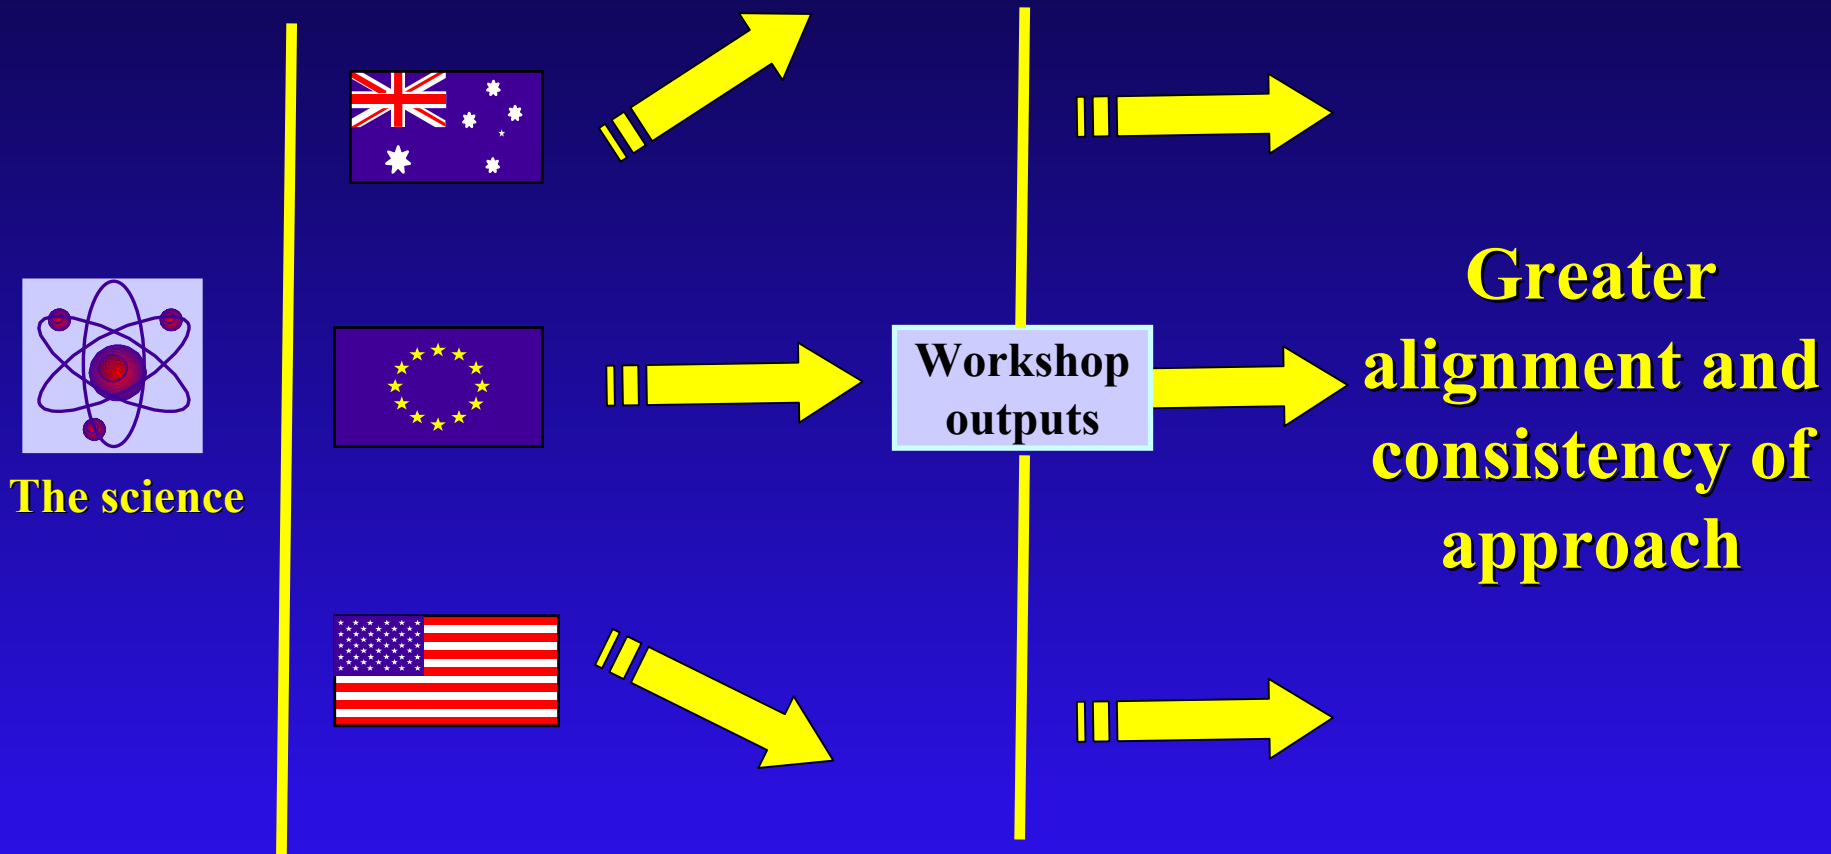 The science
Workshop
outputs
Greater
alignment and
consistency of
approach